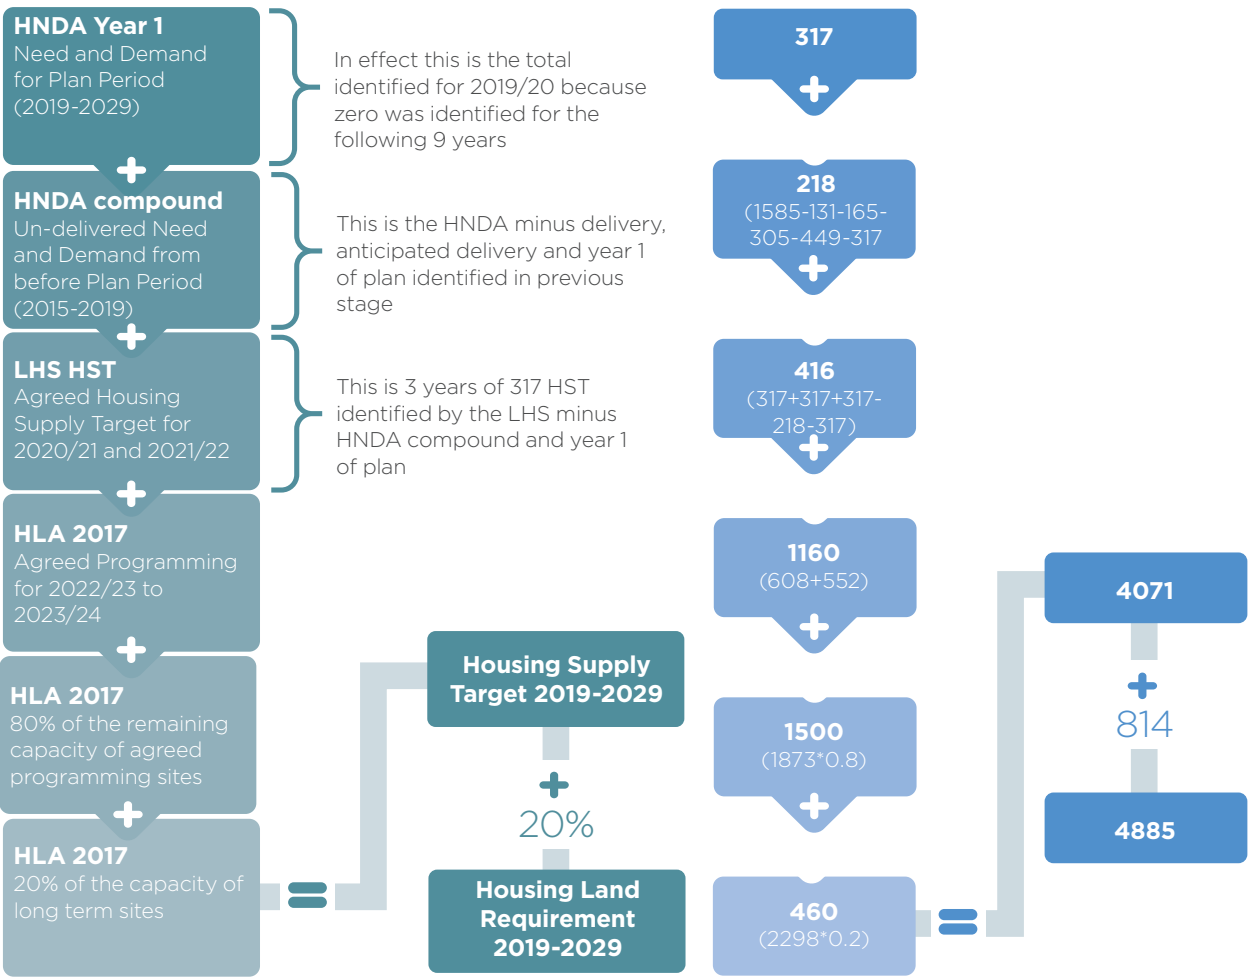 HNDA Year 1
Need and Demand
for Plan Period
(2019-2029)
+
HNDA compound
Un-delivered Need
and Demand from
before Plan Period
(2015-2019)
+
LHS HST
Agreed Housing
Supply Target for
2020/21 and 2021/22
+
HLA 2017
Agreed Programming
for 2022/23 to
2023/24
+
HLA 2017
80% of the remaining
capacity of agreed
programming sites
+
HLA 2017
20% of the capacity of
long term sites
=
In effect this is the total
identified for 2019/20 because
zero was identified for the
following 9 years
This is the HNDA minus delivery,
anticipated delivery and year 1
of plan identified in previous
stage
This is 3 years of 317 HST
identified by the LHS minus
HNDA compound and year 1
of plan
Housing Supply
Target 2019-2029
+
20%
Housing Land
Requirement
2019-2029
317
+
218
(1585-131-165-
305-449-317
+
416
(317+317+317-
218-317)
+
1160
(608+552)
+
1500
(1873*0.8)
+
460
(2298*0.2)
=
4071
+
814
4885